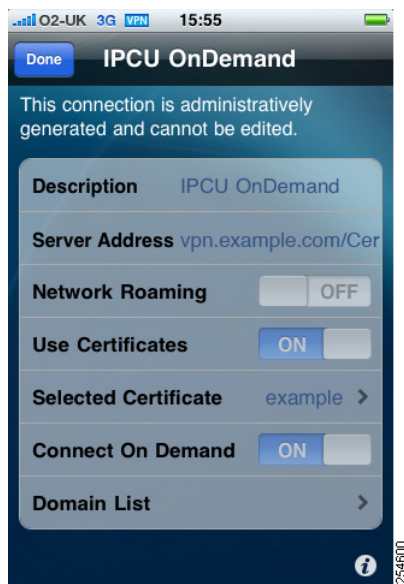 O2-UK 3G VPN 15:55
Done IPCU OnDemand
This connection is administratively
generated and cannot be edited.
Description IPCU OnDemand
Server Address vpn.example.com/Cer
Network Roaming OFF
Use Certificates ON
Selected Certificate example
Connect On Demand ON
Domain List
i
254600